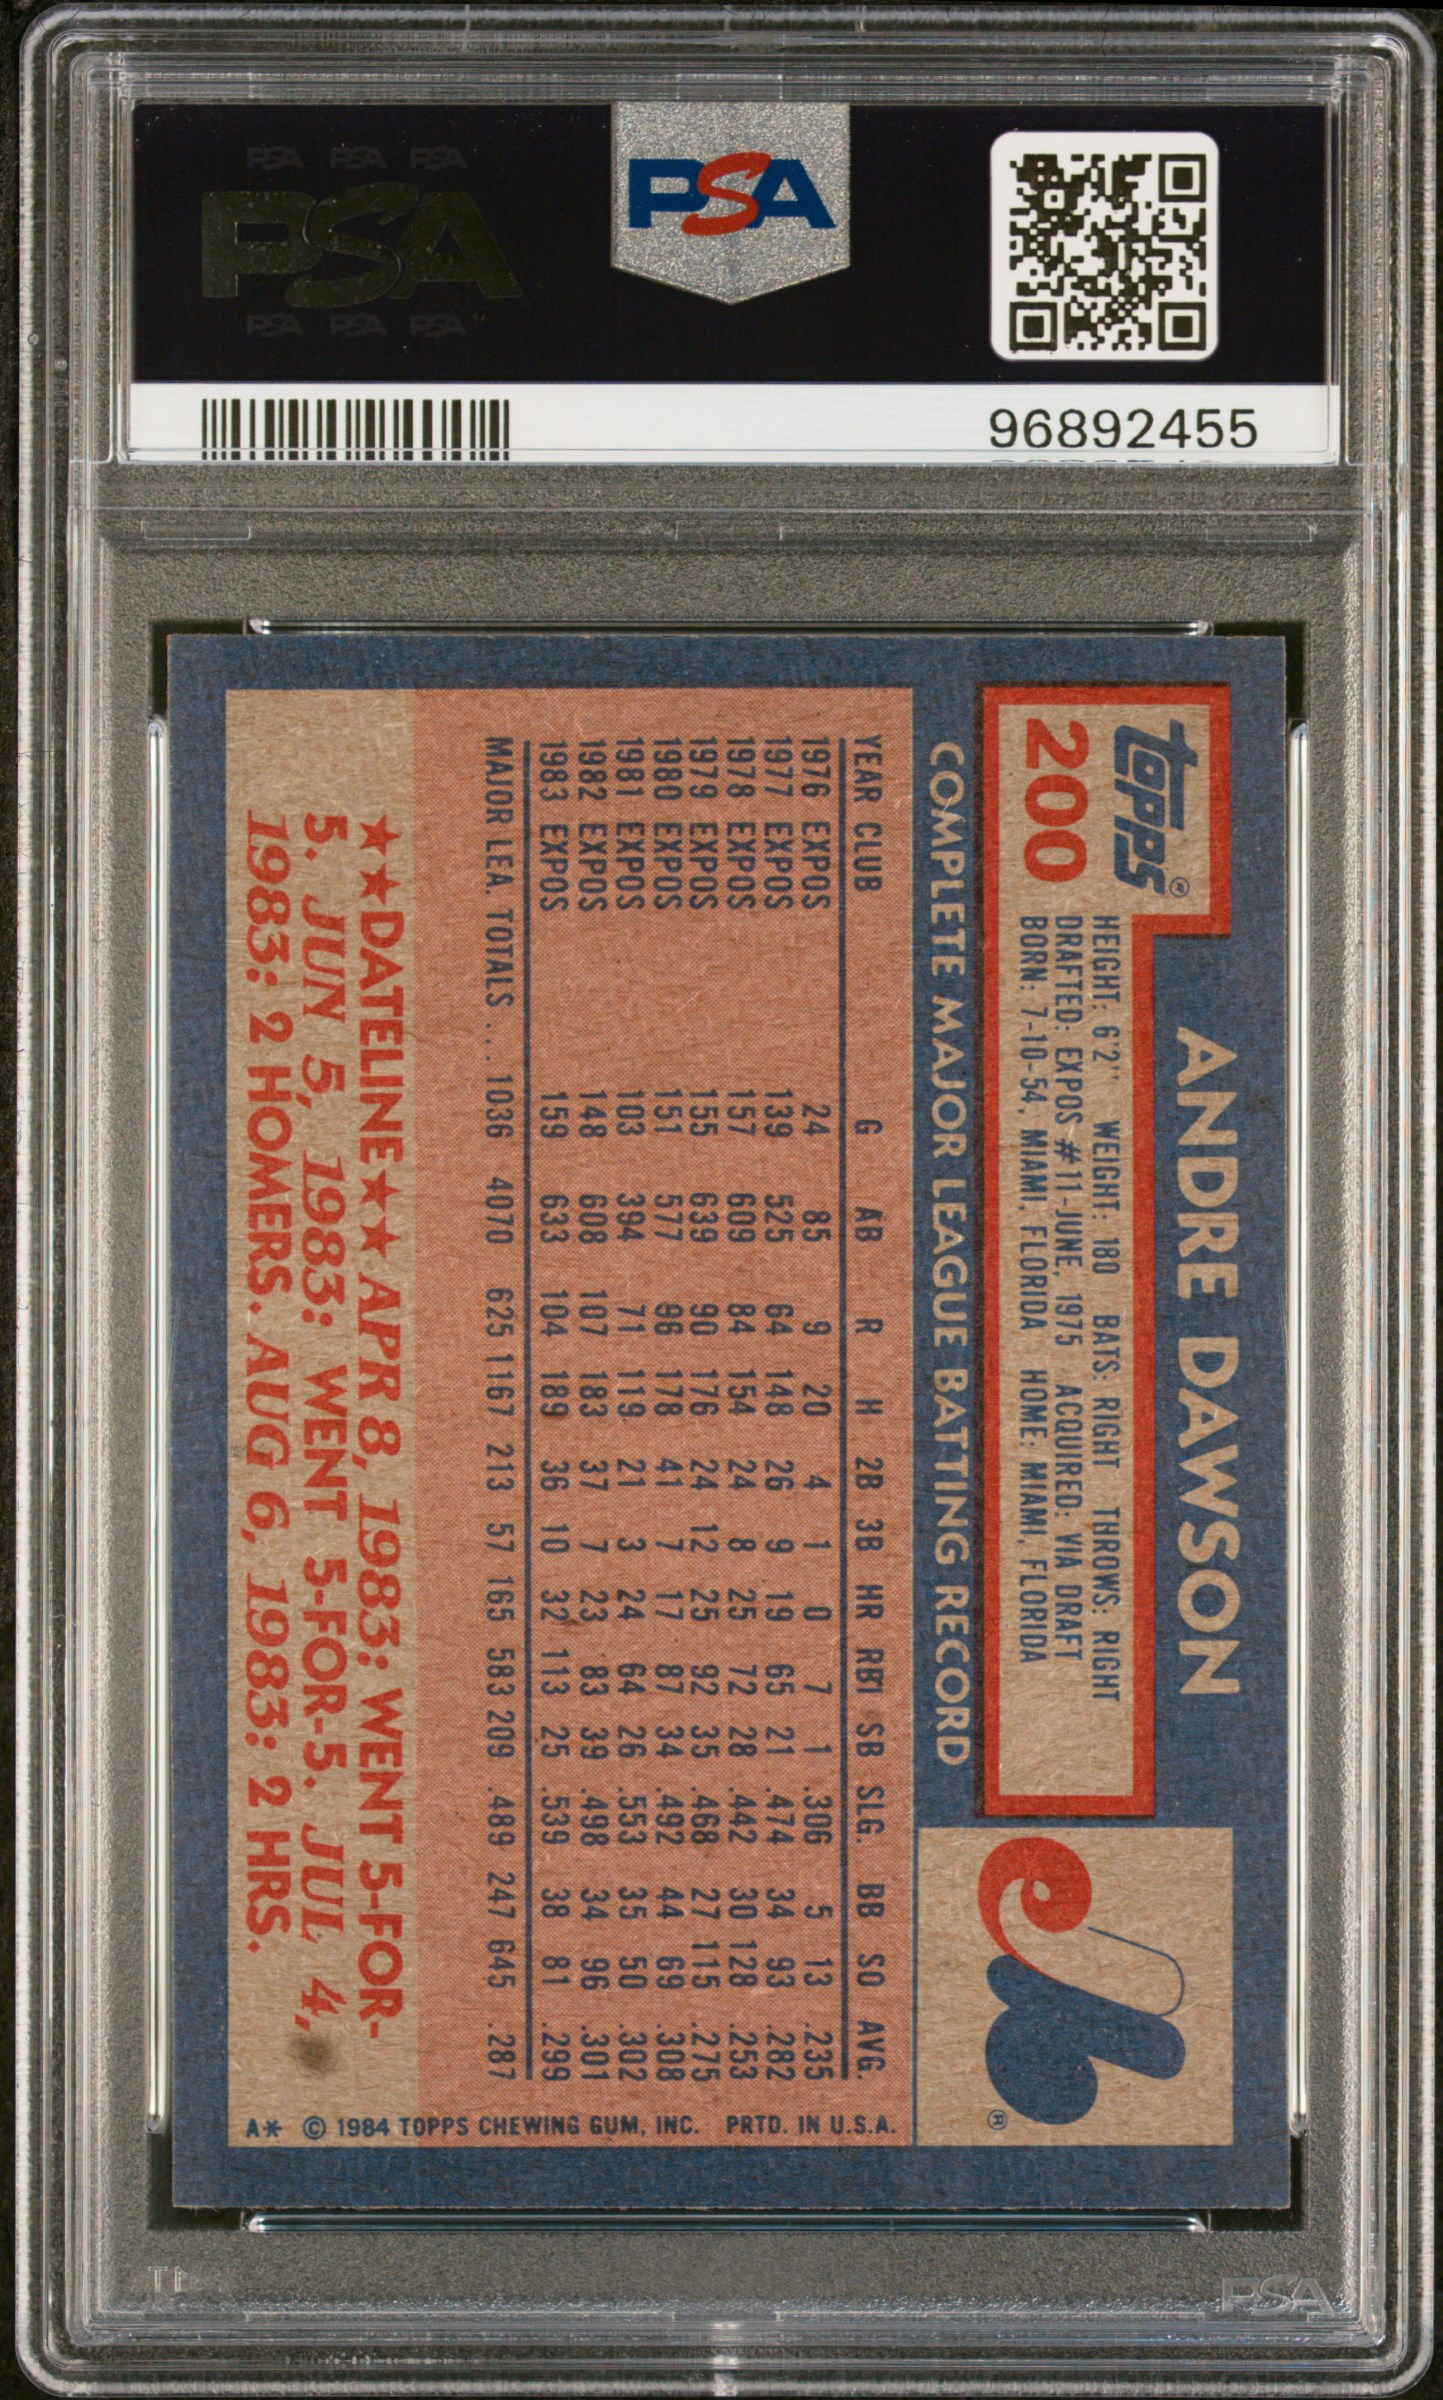 PSA PSA PSA
PSA
PSA PSA PSA
PSA
96892455
ANDRE DAWSON
Topps®
200
HEIGHT: 6'2" WEIGHT: 180 BATS: RIGHT THROWS: RIGHT
DRAFTED: EXPOS #11-JUNE, 1975 ACQUIRED: VIA DRAFT
BORN: 7-10-54, MIAMI, FLORIDA HOME: MIAMI, FLORIDA
eb
®
COMPLETE MAJOR LEAGUE BATTING RECORD
YEAR CLUB G AB R H 2B 3B HR RBI SB SLG. BB SO AVG.
1976 EXPOS 24 85 9 20 4 1 0 7 1 .306 5 13 .235
1977 EXPOS 139 525 64 148 26 9 19 65 21 .474 34 93 .282
1978 EXPOS 157 609 84 154 24 8 25 72 28 .442 30 128 .253
1979 EXPOS 155 639 90 176 24 12 25 92 35 .468 27 115 .275
1980 EXPOS 151 577 96 178 41 7 17 87 34 .492 44 69 .308
1981 EXPOS 103 394 71 119 21 3 24 64 26 .553 35 50 .302
1982 EXPOS 148 608 107 183 37 7 23 83 39 .498 34 96 .301
1983 EXPOS 159 633 104 189 36 10 32 113 25 .539 38 81 .299
MAJOR LEA. TOTALS... 1036 4070 625 1167 213 57 165 583 209 .489 247 645 .287
★★DATELINE★★ APR 8, 1983: WENT 5-FOR-
5. JUN 5, 1983: WENT 5-FOR-5. JUL 4,
1983: 2 HOMERS. AUG 6, 1983: 2 HRS.
A* © 1984 TOPPS CHEWING GUM, INC. PRTD. IN U.S.A.
PSA